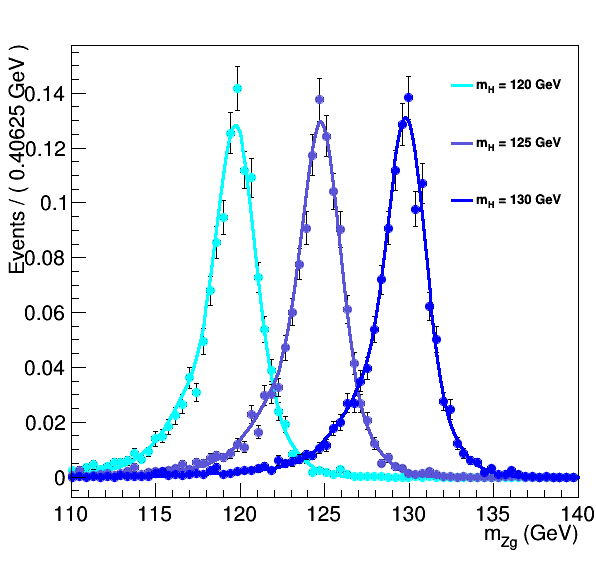 Events / ( 0.40625 GeV )
0.14
0.12
0.1
0.08
0.06
0.04
0.02
0
110 115 120 125 130 135 140
m_Zg (GeV)
m_H = 120 GeV
m_H = 125 GeV
m_H = 130 GeV